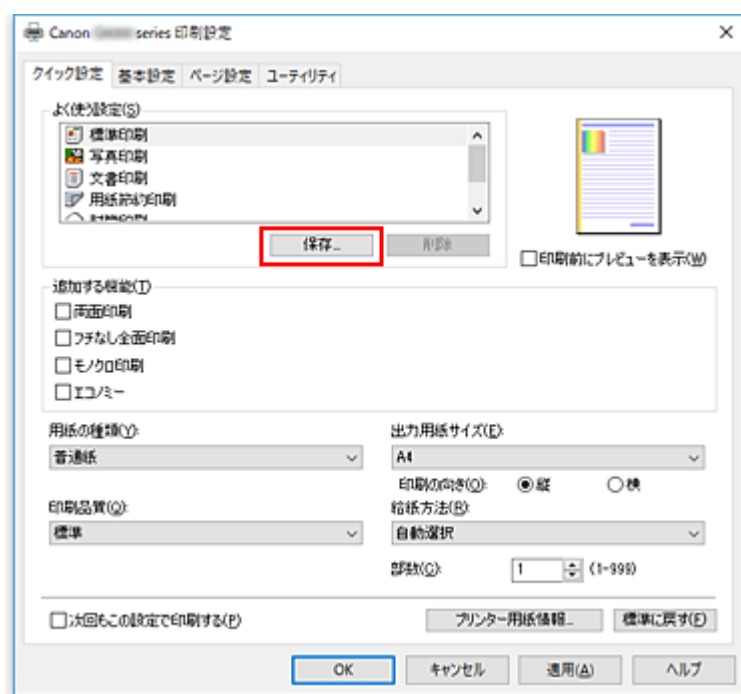 Canon series 印刷設定
クイック設定 基本設定 ページ設定 ユーティリティ
よく使う設定(S)
標準印刷
写真印刷
文書印刷
用紙節約印刷
保存...
削除
印刷前にプレビューを表示(W)
追加する機能(T)
両面印刷
フチなし全面印刷
モノクロ印刷
エコノミー
用紙の種類(Y):
普通紙
出力用紙サイズ(E):
A4
印刷の向き(O): 縦 横
印刷品質(Q):
標準
給紙方法(R):
自動選択
部数(C): 1 (1-999)
次回もこの設定で印刷する(P)
プリンター用紙情報...
標準に戻す(F)
OK キャンセル 適用(A) ヘルプ